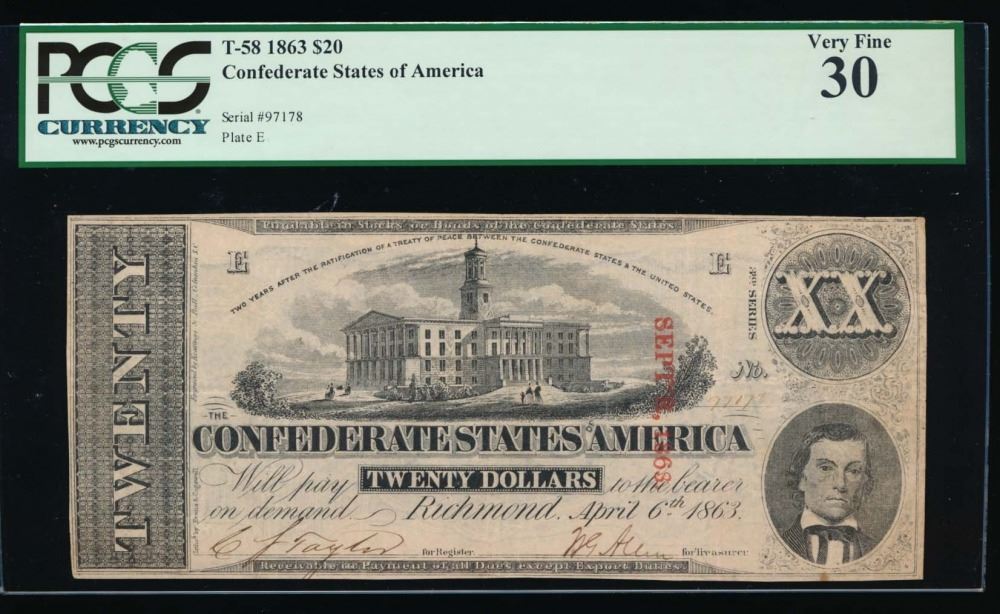 PCGS
CURRENCY
www.pcgscurrency.com
T-58 1863 $20
Confederate States of America
Serial #97178
Plate E
Very Fine
30
Fundable in Stocks or Bonds of the Confederate States
TWO YEARS AFTER THE RATIFICATION OF A TREATY OF PEACE BETWEEN THE CONFEDERATE STATES & THE UNITED STATES.
E
E
TWENTY
SERIES
XX
No.
97178
SEPT
1863
THE
CONFEDERATE STATES AMERICA
Will pay TWENTY DOLLARS to the bearer
on demand. Richmond. April 6th 1863.
C J Taylor
for Register.
for Treasurer
Receivable in Payment of all Dues except Export Duties.